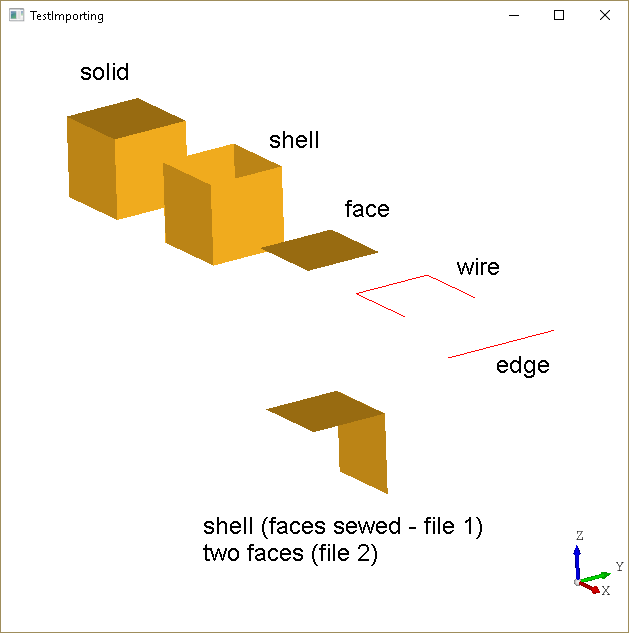 TestImporting
solid
shell
face
wire
edge
shell (faces sewed - file 1)
two faces (file 2)
Z
Y
X